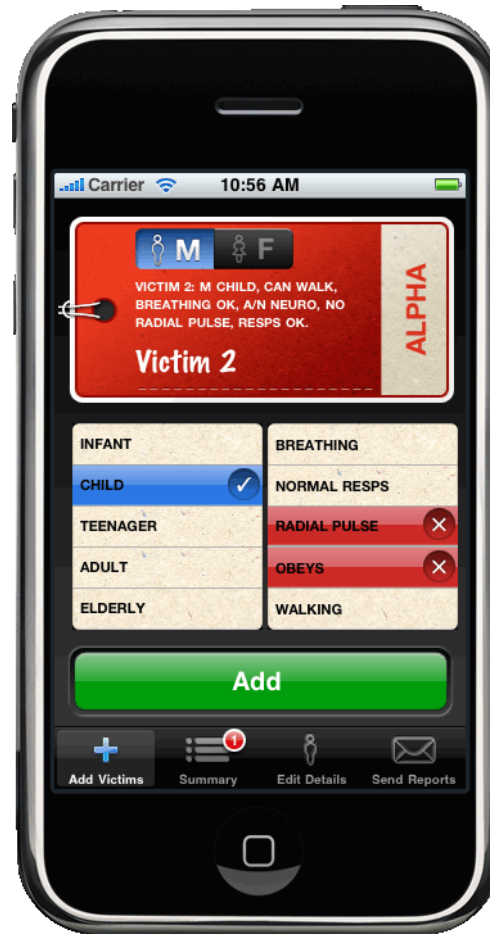 Carrier 10:56 AM
M F
VICTIM 2: M CHILD, CAN WALK,
BREATHING OK, A/N NEURO, NO
RADIAL PULSE, RESPS OK.
Victim 2
ALPHA
INFANT
CHILD
TEENAGER
ADULT
ELDERLY
BREATHING
NORMAL RESPS
RADIAL PULSE
OBEYS
WALKING
Add
1
Add Victims Summary Edit Details Send Reports